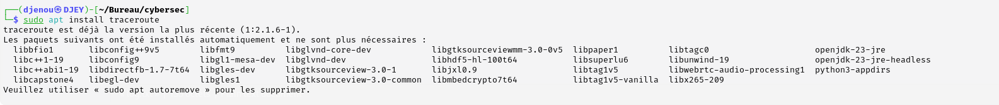 ┌──(djenou㉿DJEY)-[~/Bureau/cybersec]
└─$ sudo apt install traceroute
traceroute est déjà la version la plus récente (1:2.1.6-1).
Les paquets suivants ont été installés automatiquement et ne sont plus nécessaires :
  libbfio1       libconfig++9v5        libfmt9          libglvnd-core-dev            libgtksourceviewmm-3.0-0v5  libpaper1          libtagc0                     openjdk-23-jre
  libc++1-19     libconfig9            libgl1-mesa-dev  libglvnd-dev                 libhdf5-hl-100t64           libsuperlu6        libunwind-19                 openjdk-23-jre-headless
  libc++abi1-19  libdirectfb-1.7-7t64  libgles-dev      libgtksourceview-3.0-1       libjxl0.9                   libtag1v5          libwebrtc-audio-processing1  python3-appdirs
  libcapstone4   libegl-dev            libgles1         libgtksourceview-3.0-common  libmbedcrypto7t64           libtag1v5-vanilla  libx265-209
Veuillez utiliser « sudo apt autoremove » pour les supprimer.